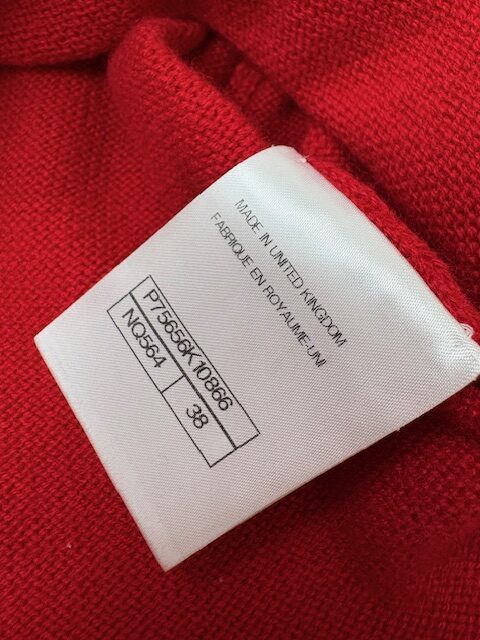 MADE IN UNITED KINGDOM
FABRIQUE EN ROYAUME-UNI
P75656K10866
NQ564 38